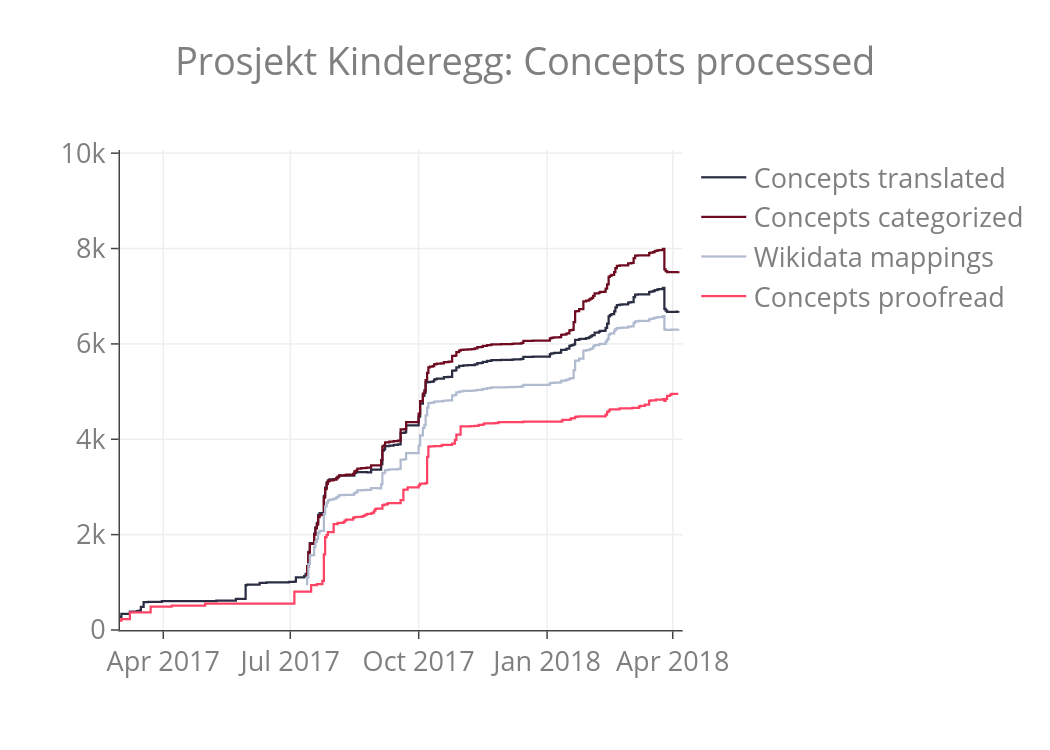 Prosjekt Kinderegg: Concepts processed
10k
8k
6k
4k
2k
0
Apr 2017 Jul 2017 Oct 2017 Jan 2018 Apr 2018
Concepts translated
Concepts categorized
Wikidata mappings
Concepts proofread